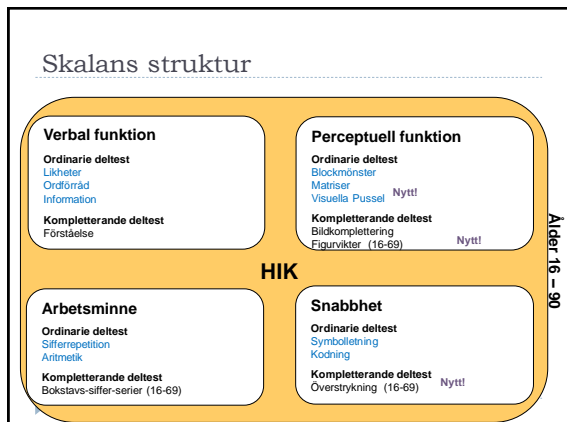 Skalans struktur
Verbal funktion
Ordinarie deltest
Likheter
Ordförråd
Information
Kompletterande deltest
Förståelse
Perceptuell funktion
Ordinarie deltest
Blockmönster
Matriser
Visuella Pussel Nytt!
Kompletterande deltest
Bildkomplettering
Figurvikter (16-69) Nytt!
HIK
Ålder 16 – 90
Arbetsminne
Ordinarie deltest
Sifferrepetition
Aritmetik
Kompletterande deltest
Bokstavs-siffer-serier (16-69)
Snabbhet
Ordinarie deltest
Symbolletning
Kodning
Kompletterande deltest
Överstrykning (16-69) Nytt!